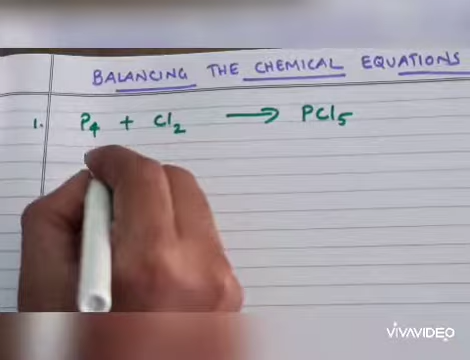 BALANCING THE CHEMICAL EQUATIONS
1. P₄ + Cl₂ ⟶ PCl₅
VIVAVIDEO